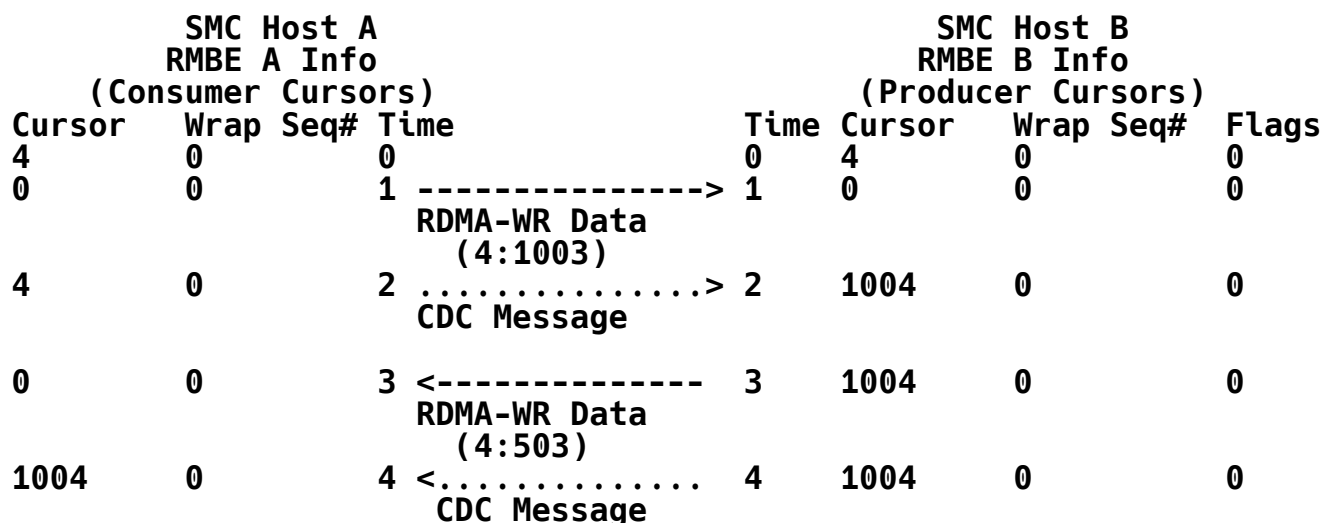 SMC Host A                                      SMC Host B
RMBE A Info                                     RMBE B Info
(Consumer Cursors)                              (Producer Cursors)
Cursor   Wrap Seq# Time               Time Cursor   Wrap Seq#  Flags
4        0         0                  0    4        0          0
0        0         1 ---------------> 1    0        0          0
RDMA-WR Data
(4:1003)
4        0         2 ...............> 2    1004     0          0
CDC Message
0        0         3 <--------------  3    1004     0          0
RDMA-WR Data
(4:503)
1004     0         4 <..............  4    1004     0          0
CDC Message